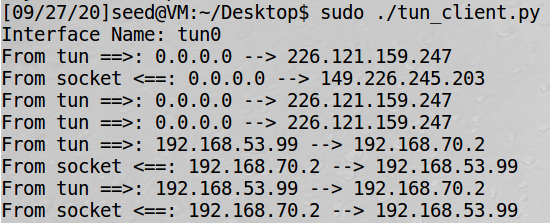 [09/27/20]seed@VM:~/Desktop$ sudo ./tun_client.py
Interface Name: tun0
From tun ==>: 0.0.0.0 --> 226.121.159.247
From socket <==: 0.0.0.0 --> 149.226.245.203
From tun ==>: 0.0.0.0 --> 226.121.159.247
From tun ==>: 0.0.0.0 --> 226.121.159.247
From tun ==>: 192.168.53.99 --> 192.168.70.2
From socket <==: 192.168.70.2 --> 192.168.53.99
From tun ==>: 192.168.53.99 --> 192.168.70.2
From socket <==: 192.168.70.2 --> 192.168.53.99